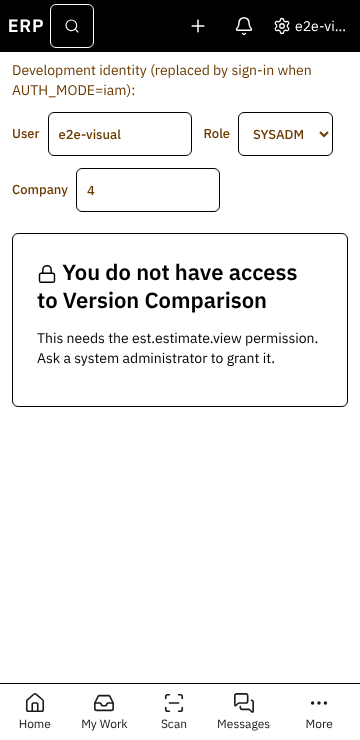 ERP
e2e-vi...
Development identity (replaced by sign-in when
AUTH_MODE=iam):
User e2e-visual Role SYSADM
Company 4
You do not have access
to Version Comparison
This needs the est.estimate.view permission.
Ask a system administrator to grant it.
Home My Work Scan Messages More